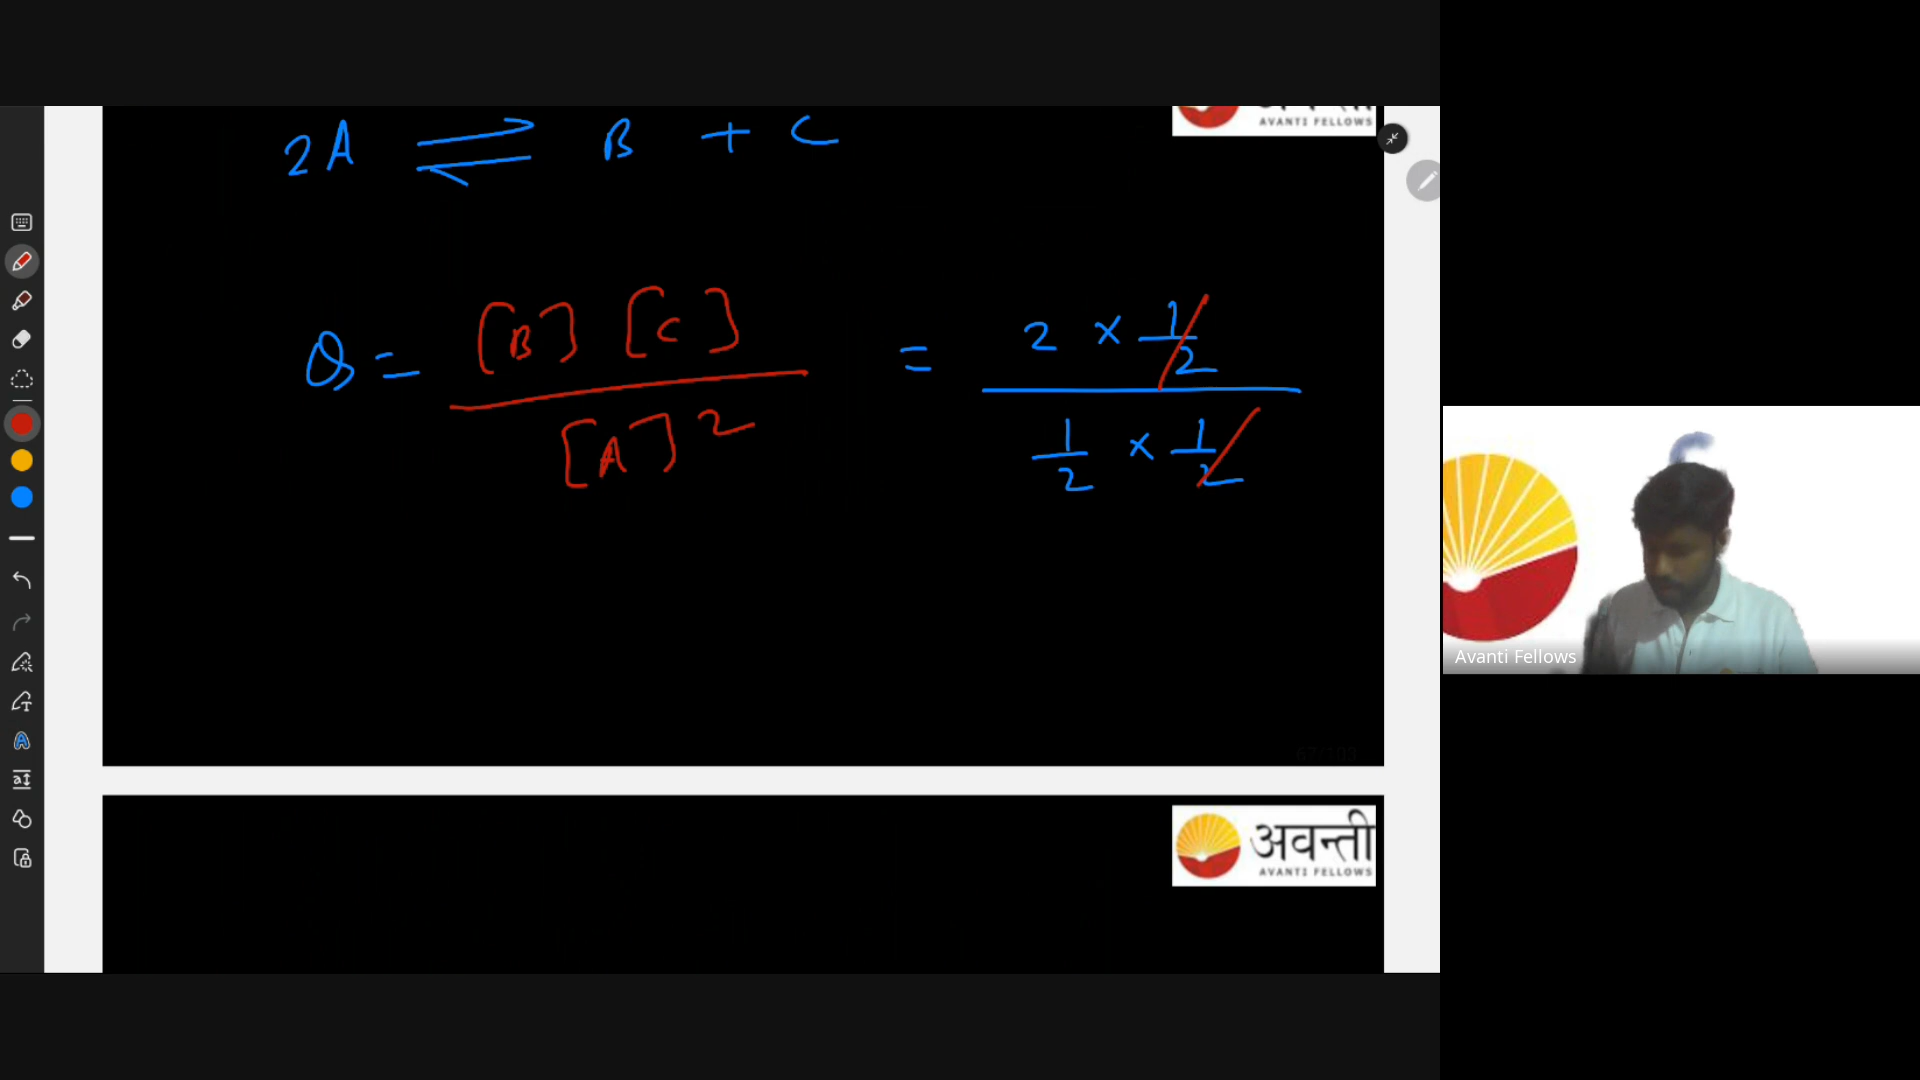 AVANTI FELLOWS
2A ⇌ B + C
Q = [B] [C] / [A]² = 2 × 1/2 / 1/2 × 1/2
Avanti Fellows
अवन्ती
AVANTI FELLOWS